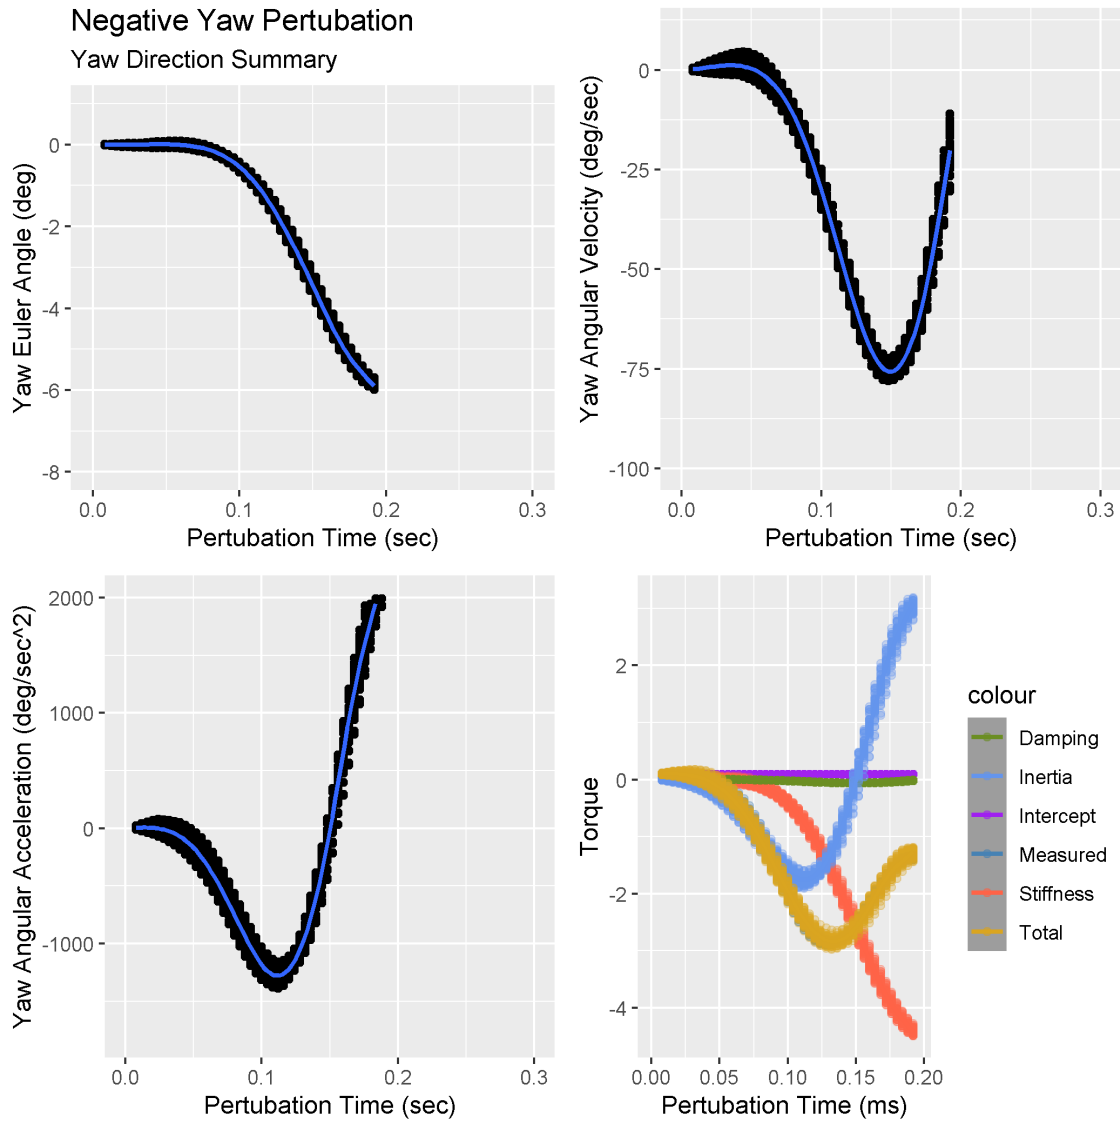 Negative Yaw Pertubation
Yaw Direction Summary
Yaw Euler Angle (deg)
0
-2
-4
-6
-8
0.0 0.1 0.2 0.3
Pertubation Time (sec)
Yaw Angular Velocity (deg/sec)
0
-25
-50
-75
-100
0.0 0.1 0.2 0.3
Pertubation Time (sec)
Yaw Angular Acceleration (deg/sec^2)
2000
1000
0
-1000
0.0 0.1 0.2 0.3
Pertubation Time (sec)
Torque
2
0
-2
-4
0.00 0.05 0.10 0.15 0.20
Pertubation Time (ms)
colour
Damping
Inertia
Intercept
Measured
Stiffness
Total